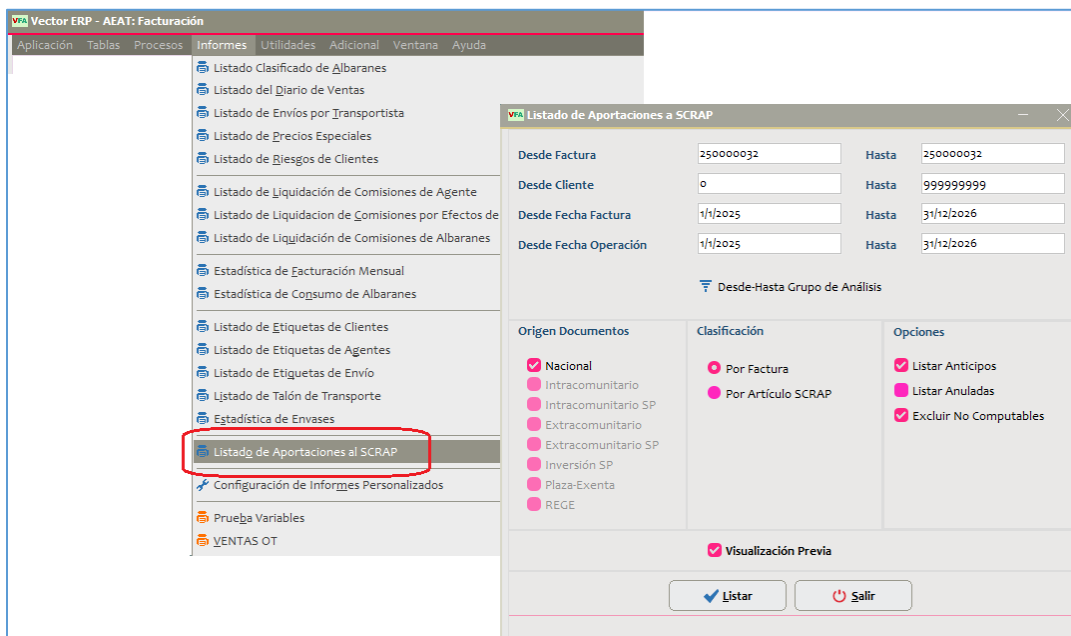 VFA Vector ERP - AEAT: Facturación
Aplicación Tablas Procesos Informes Utilidades Adicional Ventana Ayuda
Listado Clasificado de Albaranes
Listado del Diario de Ventas
Listado de Envíos por Transportista
Listado de Precios Especiales
Listado de Riesgos de Clientes
Listado de Liquidación de Comisiones de Agente
Listado de Liquidacion de Comisiones por Efectos de
Listado de Liquidación de Comisiones de Albaranes
Estadística de Facturación Mensual
Estadística de Consumo de Albaranes
Listado de Etiquetas de Clientes
Listado de Etiquetas de Agentes
Listado de Etiquetas de Envío
Listado de Talón de Transporte
Estadística de Envases
Listado de Aportaciones al SCRAP
Configuración de Informes Personalizados
Prueba Variables
VENTAS OT
VFA Listado de Aportaciones a SCRAP
Desde Factura 250000032 Hasta 250000032
Desde Cliente 0 Hasta 999999999
Desde Fecha Factura 1/1/2025 Hasta 31/12/2026
Desde Fecha Operación 1/1/2025 Hasta 31/12/2026
Desde-Hasta Grupo de Análisis
Origen Documentos
Nacional
Intracomunitario
Intracomunitario SP
Extracomunitario
Extracomunitario SP
Inversión SP
Plaza-Exenta
REGE
Clasificación
Por Factura
Por Artículo SCRAP
Opciones
Listar Anticipos
Listar Anuladas
Excluir No Computables
Visualización Previa
Listar Salir